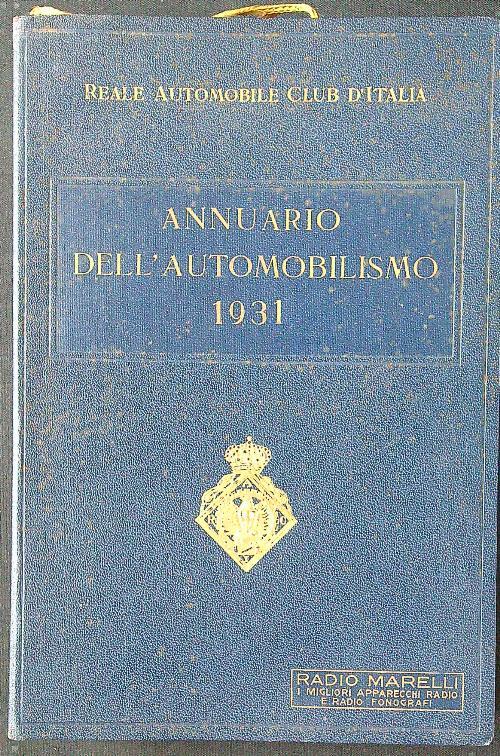 REALE AUTOMOBILE CLUB D'ITALIA
ANNUARIO
DELL'AUTOMOBILISMO
1931
RADIO MARELLI
I MIGLIORI APPARECCHI RADIO
E RADIO FONOGRAFI